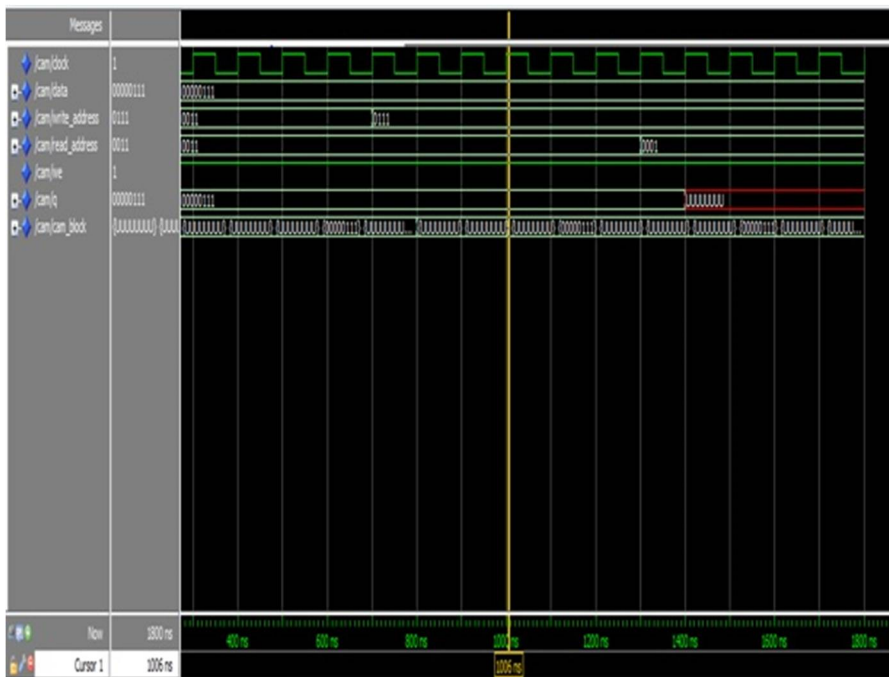 Messages
/cam/clock 1
/cam/data 00000111 00000111
/cam/write_address 0111 0011 0111
/cam/read_address 0011 0011 0001
/cam/we 1
/cam/q 00000111 00000111 UUUUUUUU
/cam/cam_block
Now 1800 ns 400 ns 600 ns 800 ns 1000 ns 1200 ns 1400 ns 1600 ns 1800 ns
Cursor 1 1006 ns 1006 ns